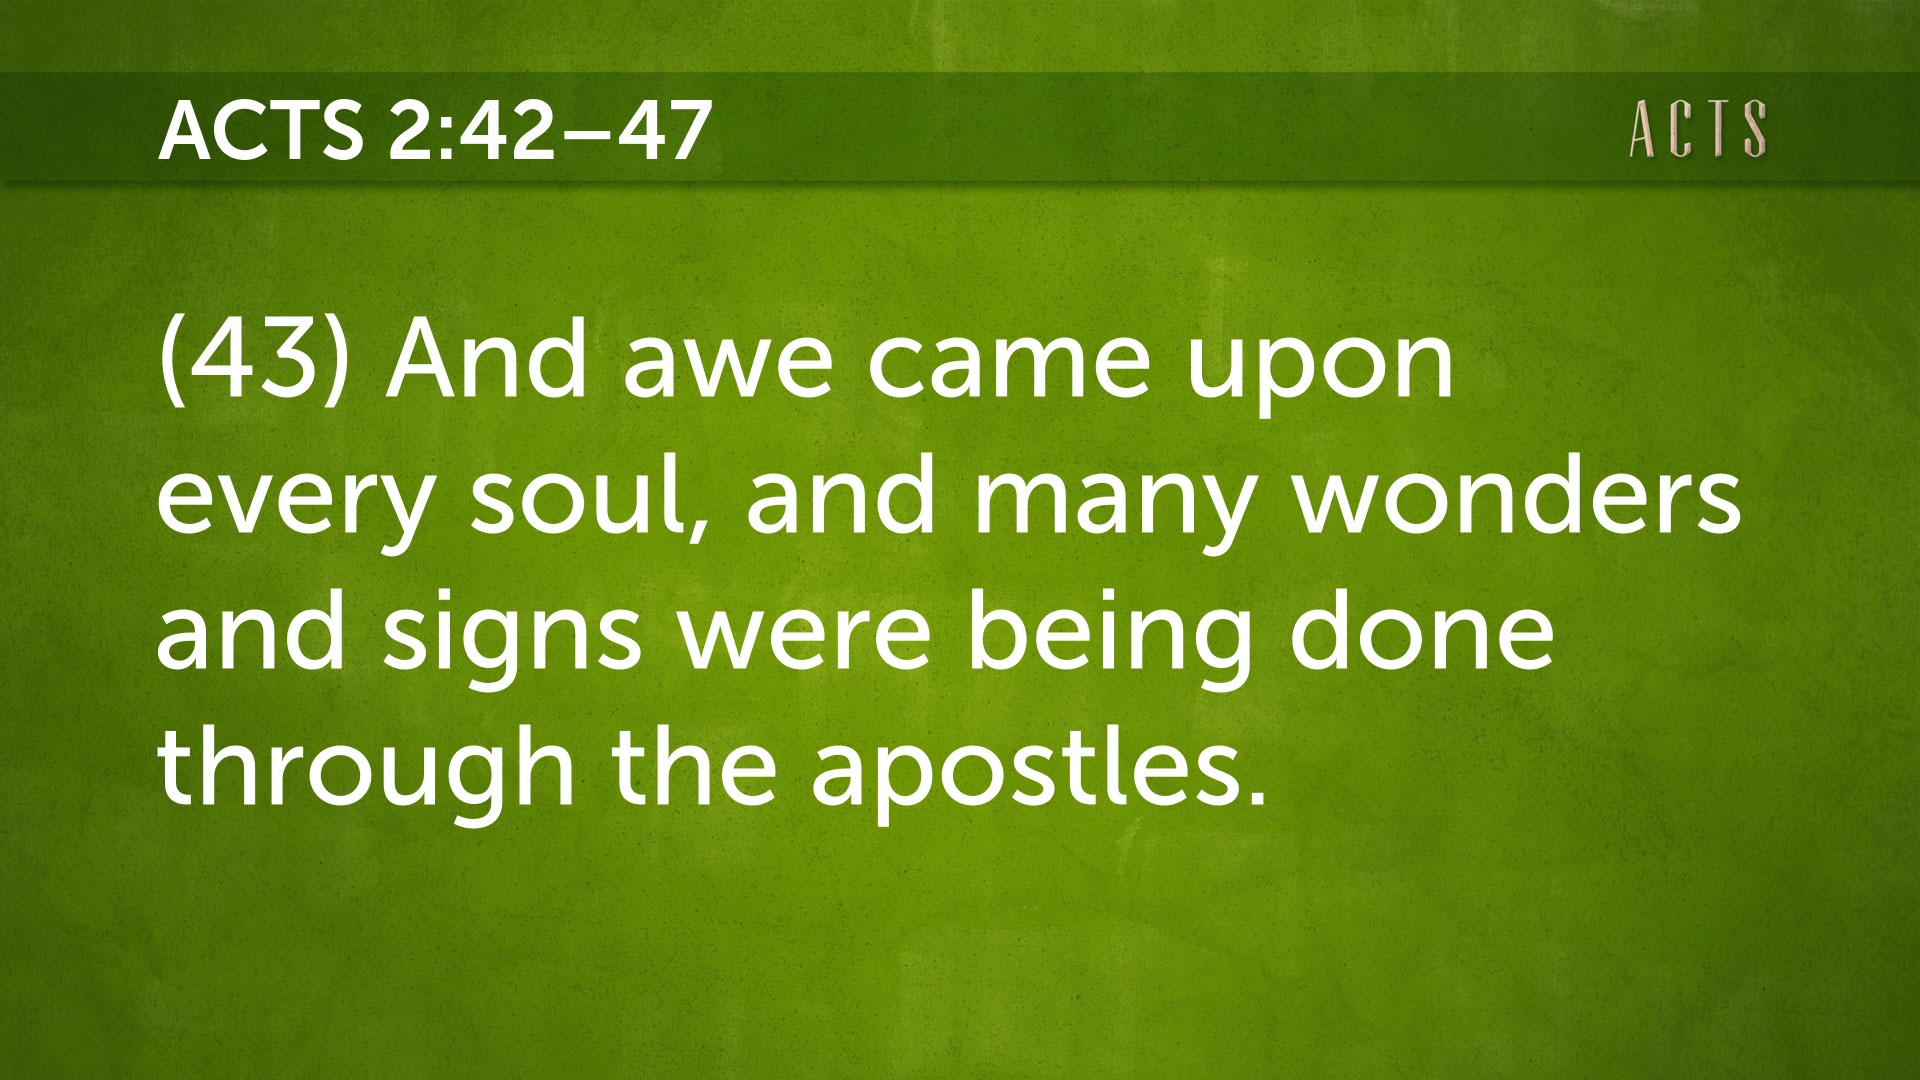 ACTS 2:42–47
ACTS
(43) And awe came upon
every soul, and many wonders
and signs were being done
through the apostles.